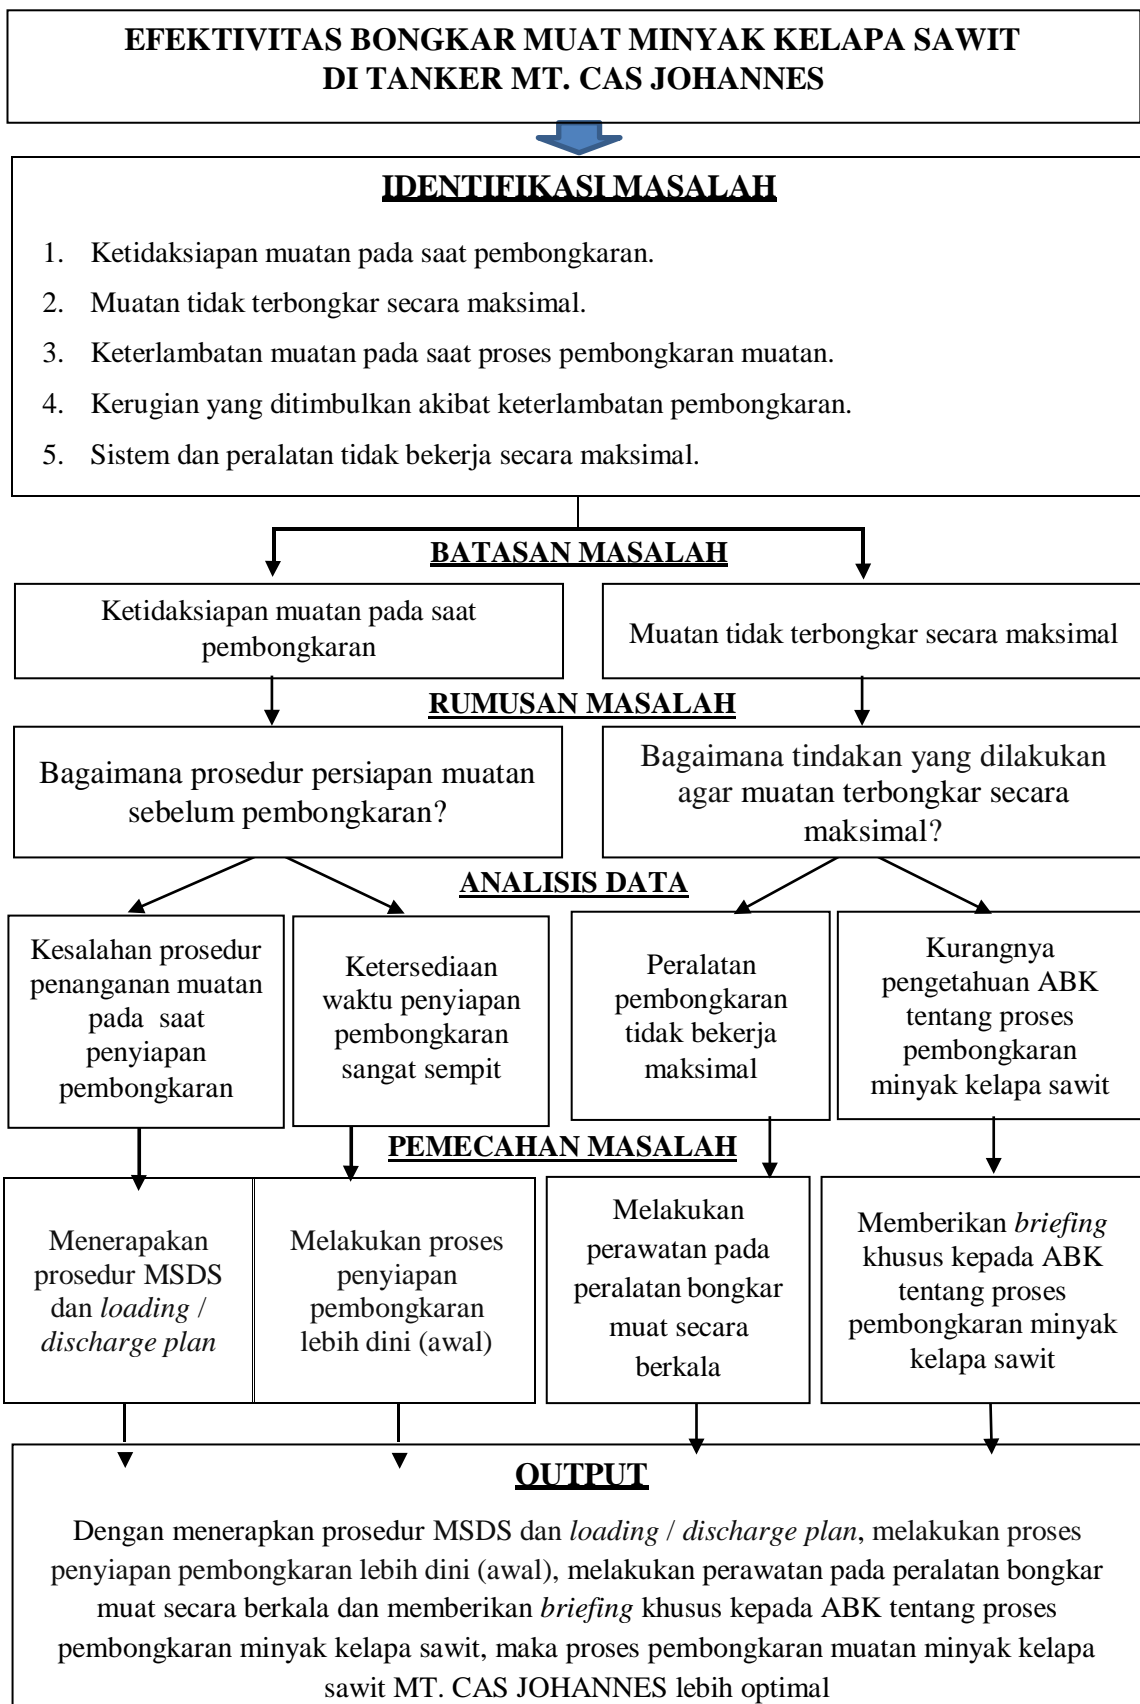 EFEKTIVITAS BONGKAR MUAT MINYAK KELAPA SAWIT
DI TANKER MT. CAS JOHANNES
IDENTIFIKASI MASALAH
1. Ketidaksiapan muatan pada saat pembongkaran.
2. Muatan tidak terbongkar secara maksimal.
3. Keterlambatan muatan pada saat proses pembongkaran muatan.
4. Kerugian yang ditimbulkan akibat keterlambatan pembongkaran.
5. Sistem dan peralatan tidak bekerja secara maksimal.
BATASAN MASALAH
Ketidaksiapan muatan pada saat
pembongkaran
Muatan tidak terbongkar secara maksimal
RUMUSAN MASALAH
Bagaimana prosedur persiapan muatan
sebelum pembongkaran?
Bagaimana tindakan yang dilakukan
agar muatan terbongkar secara
maksimal?
ANALISIS DATA
Kesalahan prosedur
penanganan muatan
pada saat
penyiapan
pembongkaran
Ketersediaan
waktu penyiapan
pembongkaran
sangat sempit
Peralatan
pembongkaran
tidak bekerja
maksimal
Kurangnya
pengetahuan ABK
tentang proses
pembongkaran
minyak kelapa sawit
PEMECAHAN MASALAH
Menerapakan
prosedur MSDS
dan loading /
discharge plan
Melakukan proses
penyiapan
pembongkaran
lebih dini (awal)
Melakukan
perawatan pada
peralatan bongkar
muat secara
berkala
Memberikan briefing
khusus kepada ABK
tentang proses
pembongkaran minyak
kelapa sawit
OUTPUT
Dengan menerapkan prosedur MSDS dan loading / discharge plan, melakukan proses
penyiapan pembongkaran lebih dini (awal), melakukan perawatan pada peralatan bongkar
muat secara berkala dan memberikan briefing khusus kepada ABK tentang proses
pembongkaran minyak kelapa sawit, maka proses pembongkaran muatan minyak kelapa
sawit MT. CAS JOHANNES lebih optimal